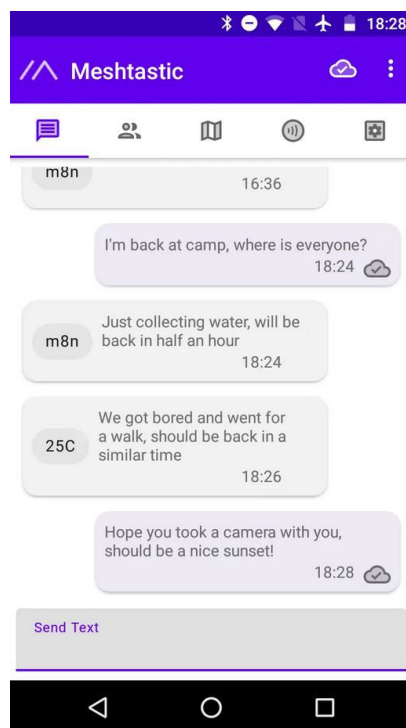 18:28
Meshtastic
m8n
16:36
I'm back at camp, where is everyone?
18:24
Just collecting water, will be
m8n
back in half an hour
18:24
We got bored and went for
25C
a walk, should be back in a
similar time
18:26
Hope you took a camera with you,
should be a nice sunset!
18:28
Send Text